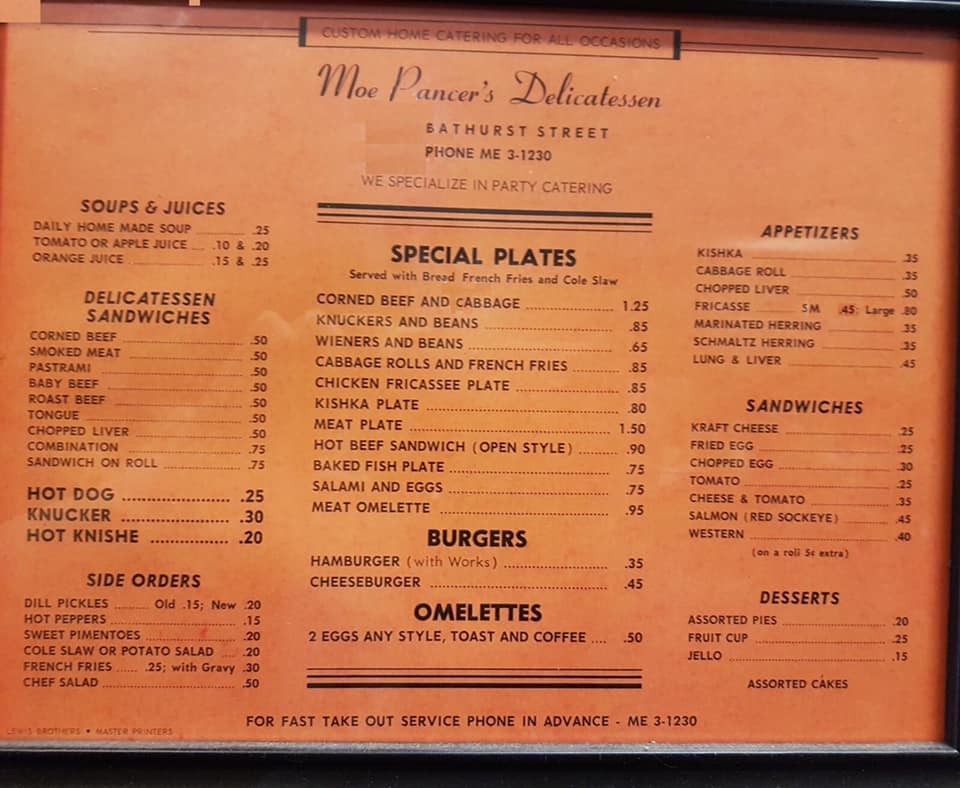 CUSTOM HOME CATERING FOR ALL OCCASIONS
Moe Pancer's Delicatessen
BATHURST STREET
PHONE ME 3-1230
WE SPECIALIZE IN PARTY CATERING
SOUPS & JUICES
DAILY HOME MADE SOUP .25
TOMATO OR APPLE JUICE .10 & .20
ORANGE JUICE .15 & .25
DELICATESSEN
SANDWICHES
CORNED BEEF .50
SMOKED MEAT .50
PASTRAMI .50
BABY BEEF .50
ROAST BEEF .50
TONGUE .50
CHOPPED LIVER .50
COMBINATION .75
SANDWICH ON ROLL .75
HOT DOG .25
KNUCKER .30
HOT KNISHE .20
SIDE ORDERS
DILL PICKLES Old .15; New .20
HOT PEPPERS .15
SWEET PIMENTOES .20
COLE SLAW OR POTATO SALAD .20
FRENCH FRIES .25; with Gravy .30
CHEF SALAD .50
SPECIAL PLATES
Served with Bread French Fries and Cole Slaw
CORNED BEEF AND CABBAGE 1.25
KNUCKERS AND BEANS .85
WIENERS AND BEANS .65
CABBAGE ROLLS AND FRENCH FRIES .85
CHICKEN FRICASSEE PLATE .85
KISHKA PLATE .80
MEAT PLATE 1.50
HOT BEEF SANDWICH (OPEN STYLE) .90
BAKED FISH PLATE .75
SALAMI AND EGGS .75
MEAT OMELETTE .95
BURGERS
HAMBURGER (with Works) .35
CHEESEBURGER .45
OMELETTES
2 EGGS ANY STYLE, TOAST AND COFFEE .50
APPETIZERS
KISHKA .35
CABBAGE ROLL .35
CHOPPED LIVER .50
FRICASSE SM .45; Large .80
MARINATED HERRING .35
SCHMALTZ HERRING .35
LUNG & LIVER .45
SANDWICHES
KRAFT CHEESE .25
FRIED EGG .25
CHOPPED EGG .30
TOMATO .25
CHEESE & TOMATO .35
SALMON (RED SOCKEYE) .45
WESTERN .40
(on a roll 5c extra)
DESSERTS
ASSORTED PIES .20
FRUIT CUP .25
JELLO .15
ASSORTED CAKES
FOR FAST TAKE OUT SERVICE PHONE IN ADVANCE - ME 3-1230
LEWIS BROTHERS • MASTER PRINTERS